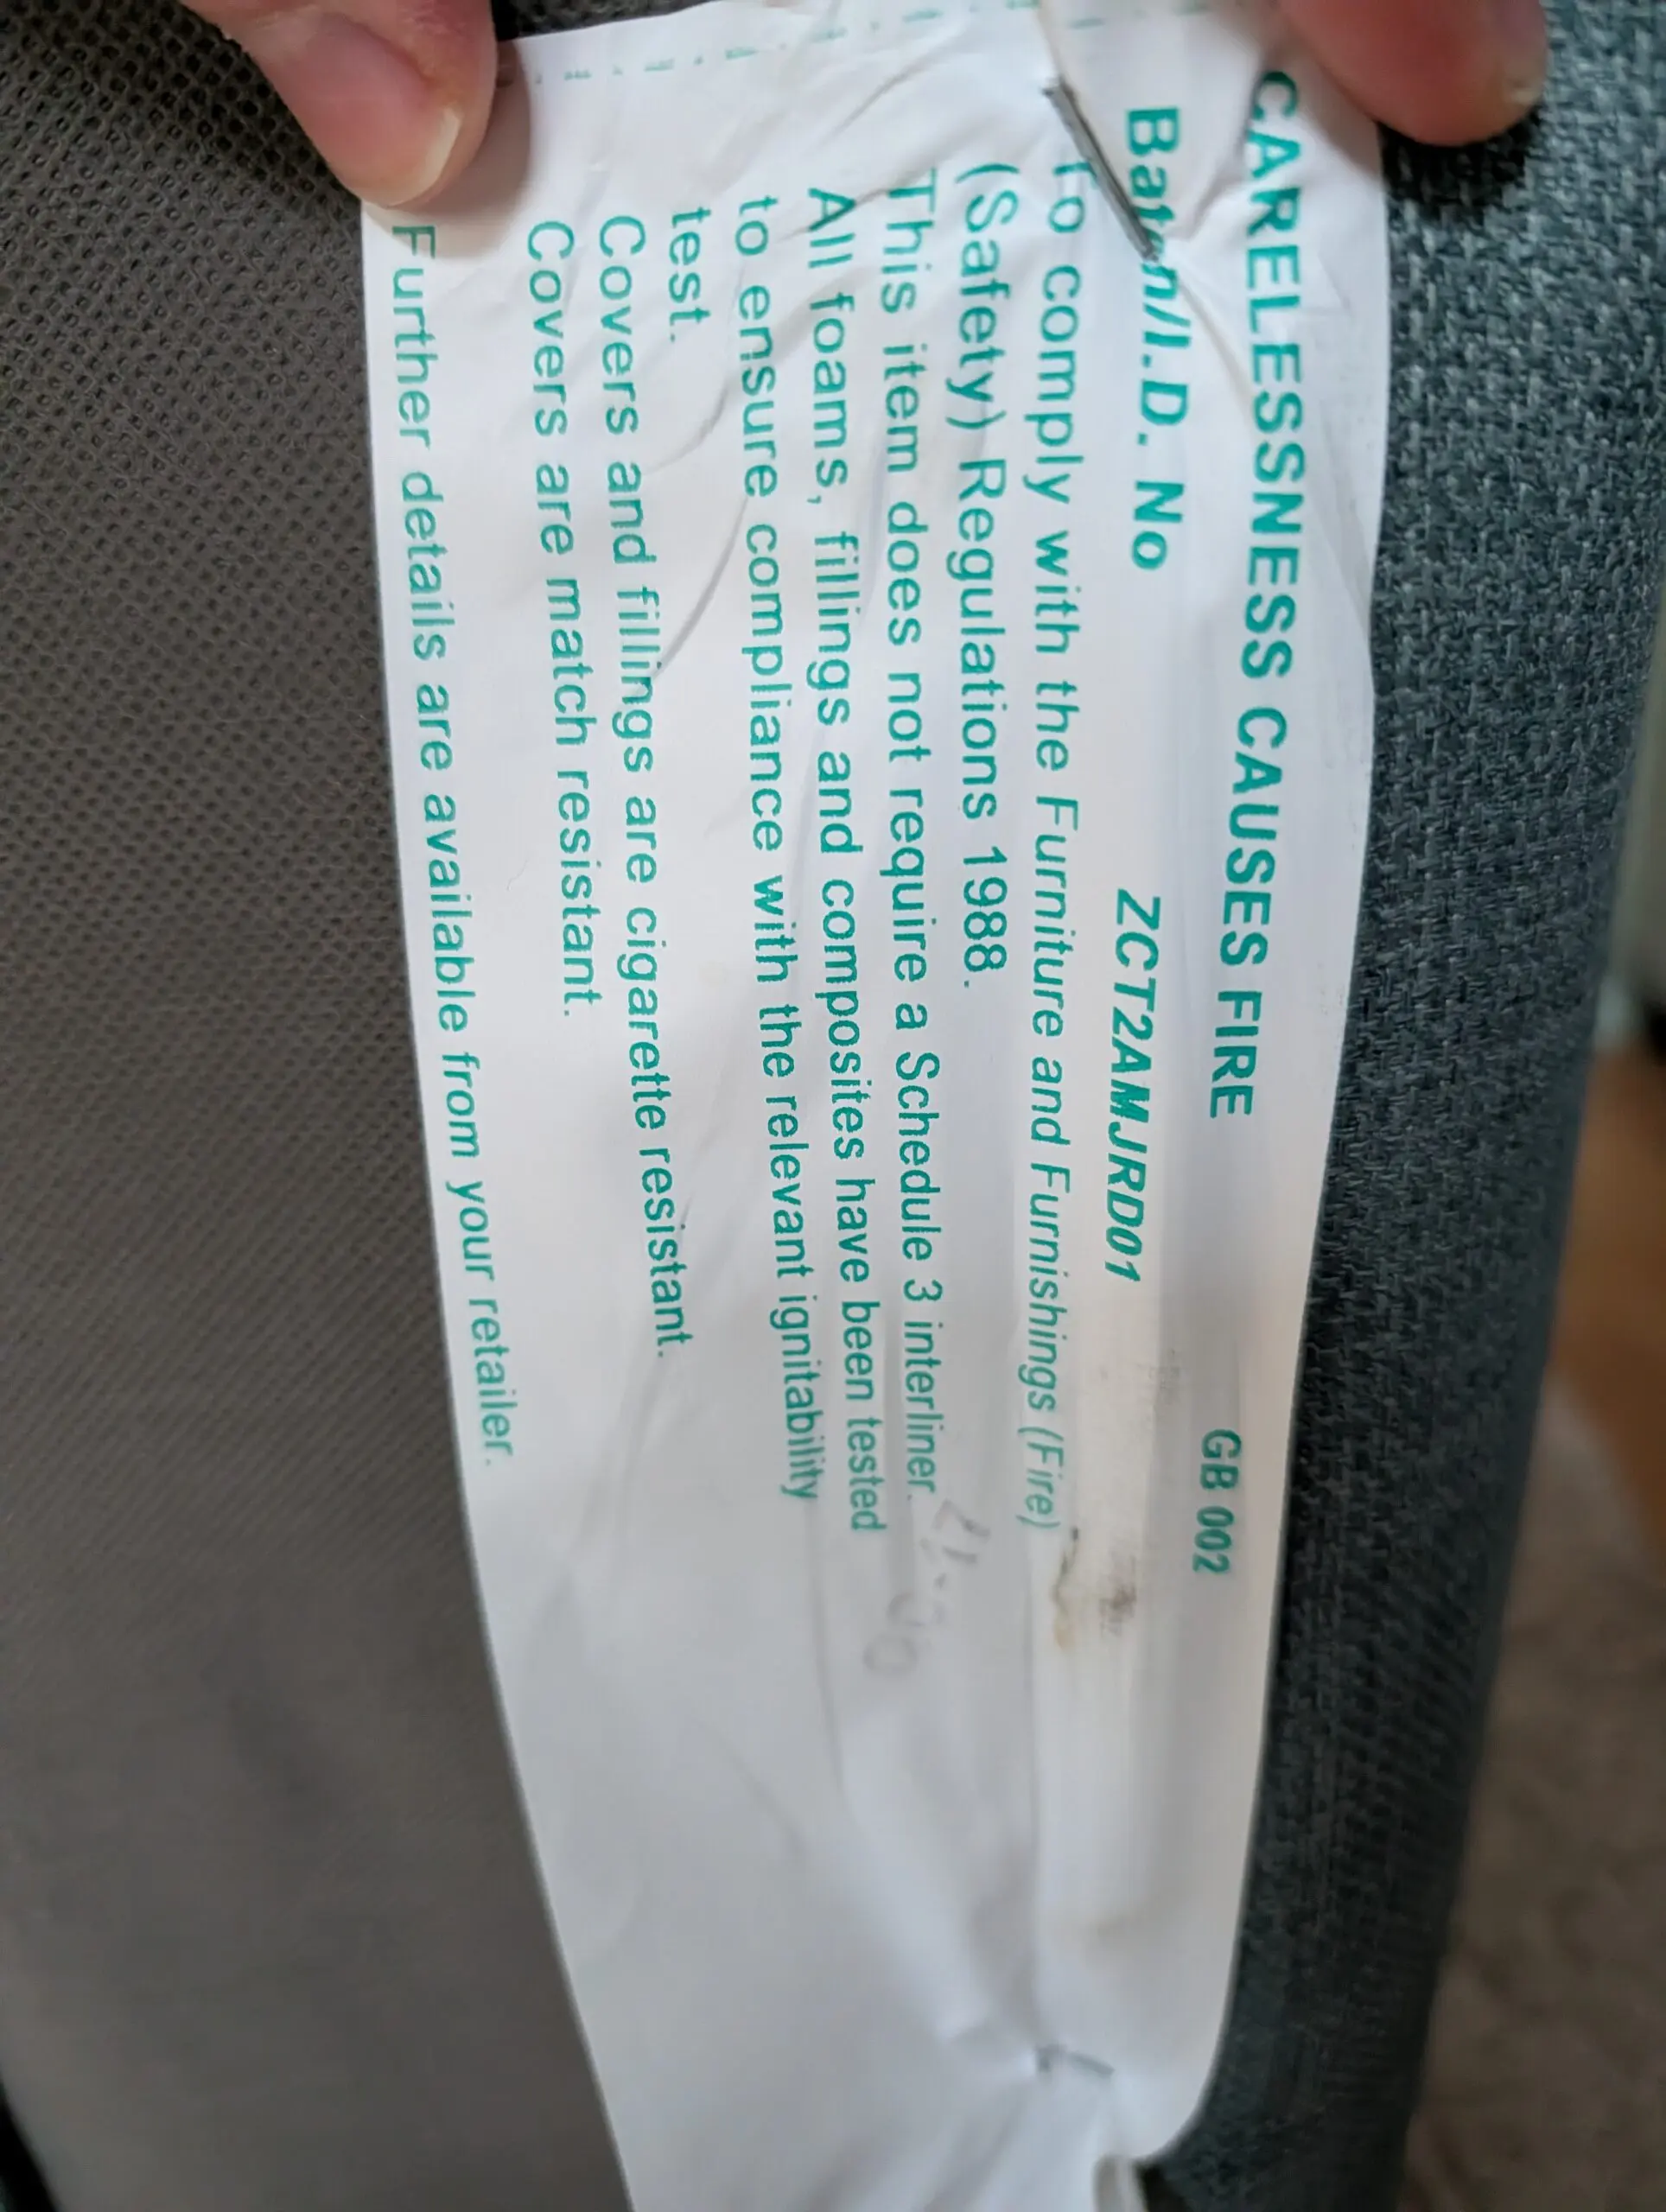 CARELESSNESS CAUSES FIRE GB 002
Batch/I.D. No ZCT2AMJRD01
To comply with the Furniture and Furnishings (Fire)
(Safety) Regulations 1988.
This item does not require a Schedule 3 interliner.
All foams, fillings and composites have been tested
to ensure compliance with the relevant ignitability
test.
Covers and fillings are cigarette resistant.
Covers are match resistant.
Further details are available from your retailer.